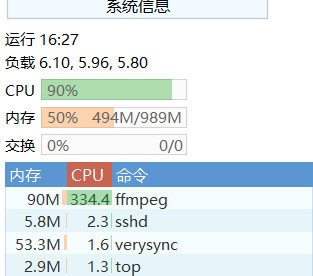 系统信息
运行 16:27
负载 6.10, 5.96, 5.80
CPU 90%
内存 50% 494M/989M
交换 0% 0/0
内存 CPU 命令
90M 334.4 ffmpeg
5.8M 2.3 sshd
53.3M 1.6 verysync
2.9M 1.3 top